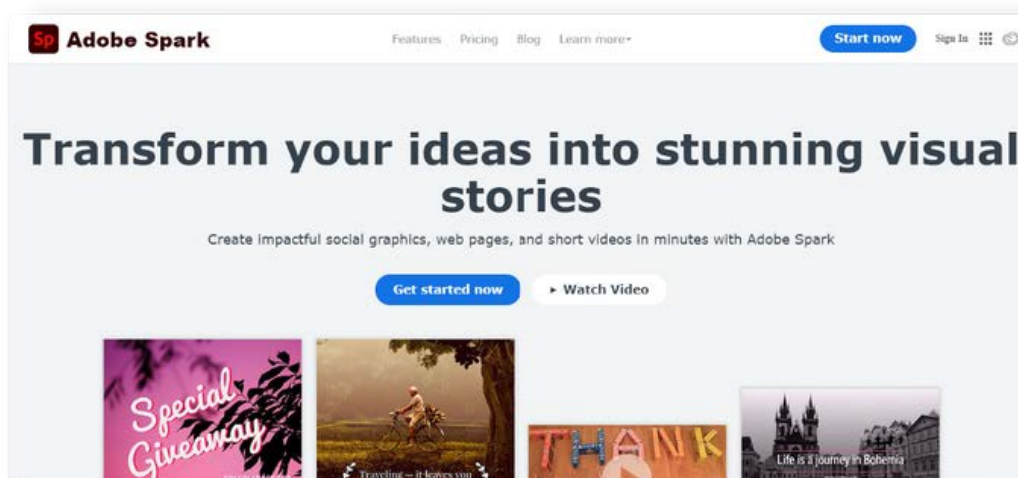 Sp Adobe Spark
Features Pricing Blog Learn more▾
Start now Sign In
Transform your ideas into stunning visual
stories
Create impactful social graphics, web pages, and short videos in minutes with Adobe Spark
Get started now
▸ Watch Video
Special
Giveaway
Traveling – it leaves you
THANK
Life is a journey in Bohemia